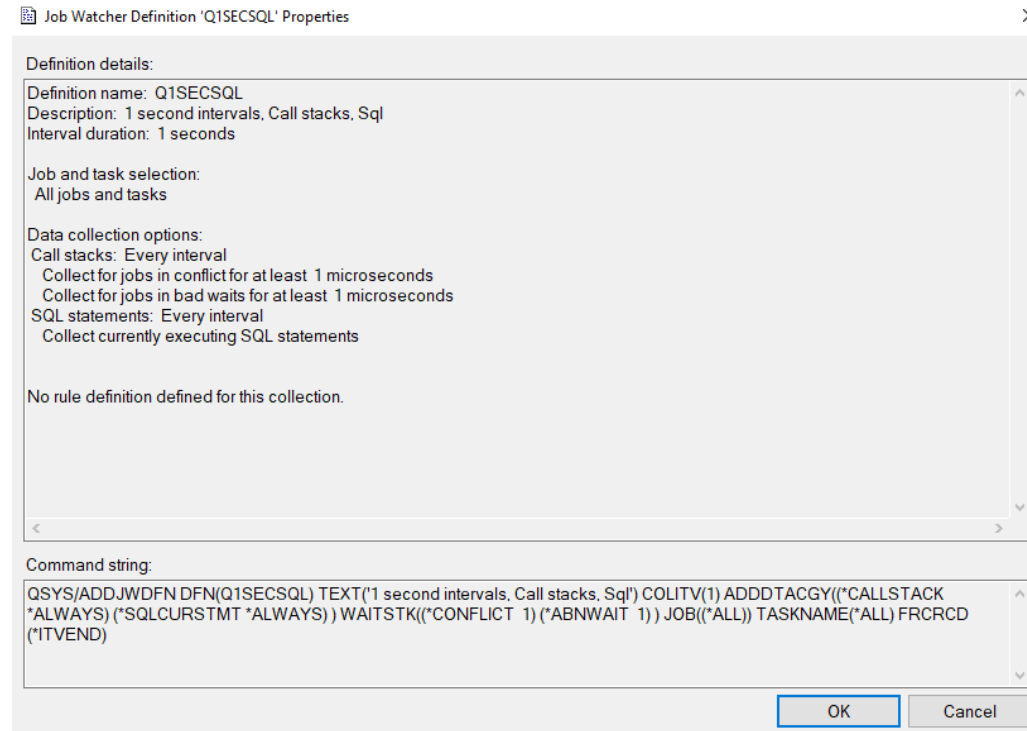 Job Watcher Definition 'Q1SECSQL' Properties
Definition details:
Definition name: Q1SECSQL
Description: 1 second intervals, Call stacks, Sql
Interval duration: 1 seconds
Job and task selection:
All jobs and tasks
Data collection options:
Call stacks: Every interval
Collect for jobs in conflict for at least 1 microseconds
Collect for jobs in bad waits for at least 1 microseconds
SQL statements: Every interval
Collect currently executing SQL statements
No rule definition defined for this collection.
Command string:
QSYS/ADDJWDFN DFN(Q1SECSQL) TEXT('1 second intervals, Call stacks, Sql') COLITV(1) ADDDTACGY((*CALLSTACK
*ALWAYS) (*SQLCURSTMT *ALWAYS) ) WAITSTK((*CONFLICT 1) (*ABNWAIT 1) ) JOB((*ALL)) TASKNAME(*ALL) FRCRCD
(*ITVEND)
OK Cancel